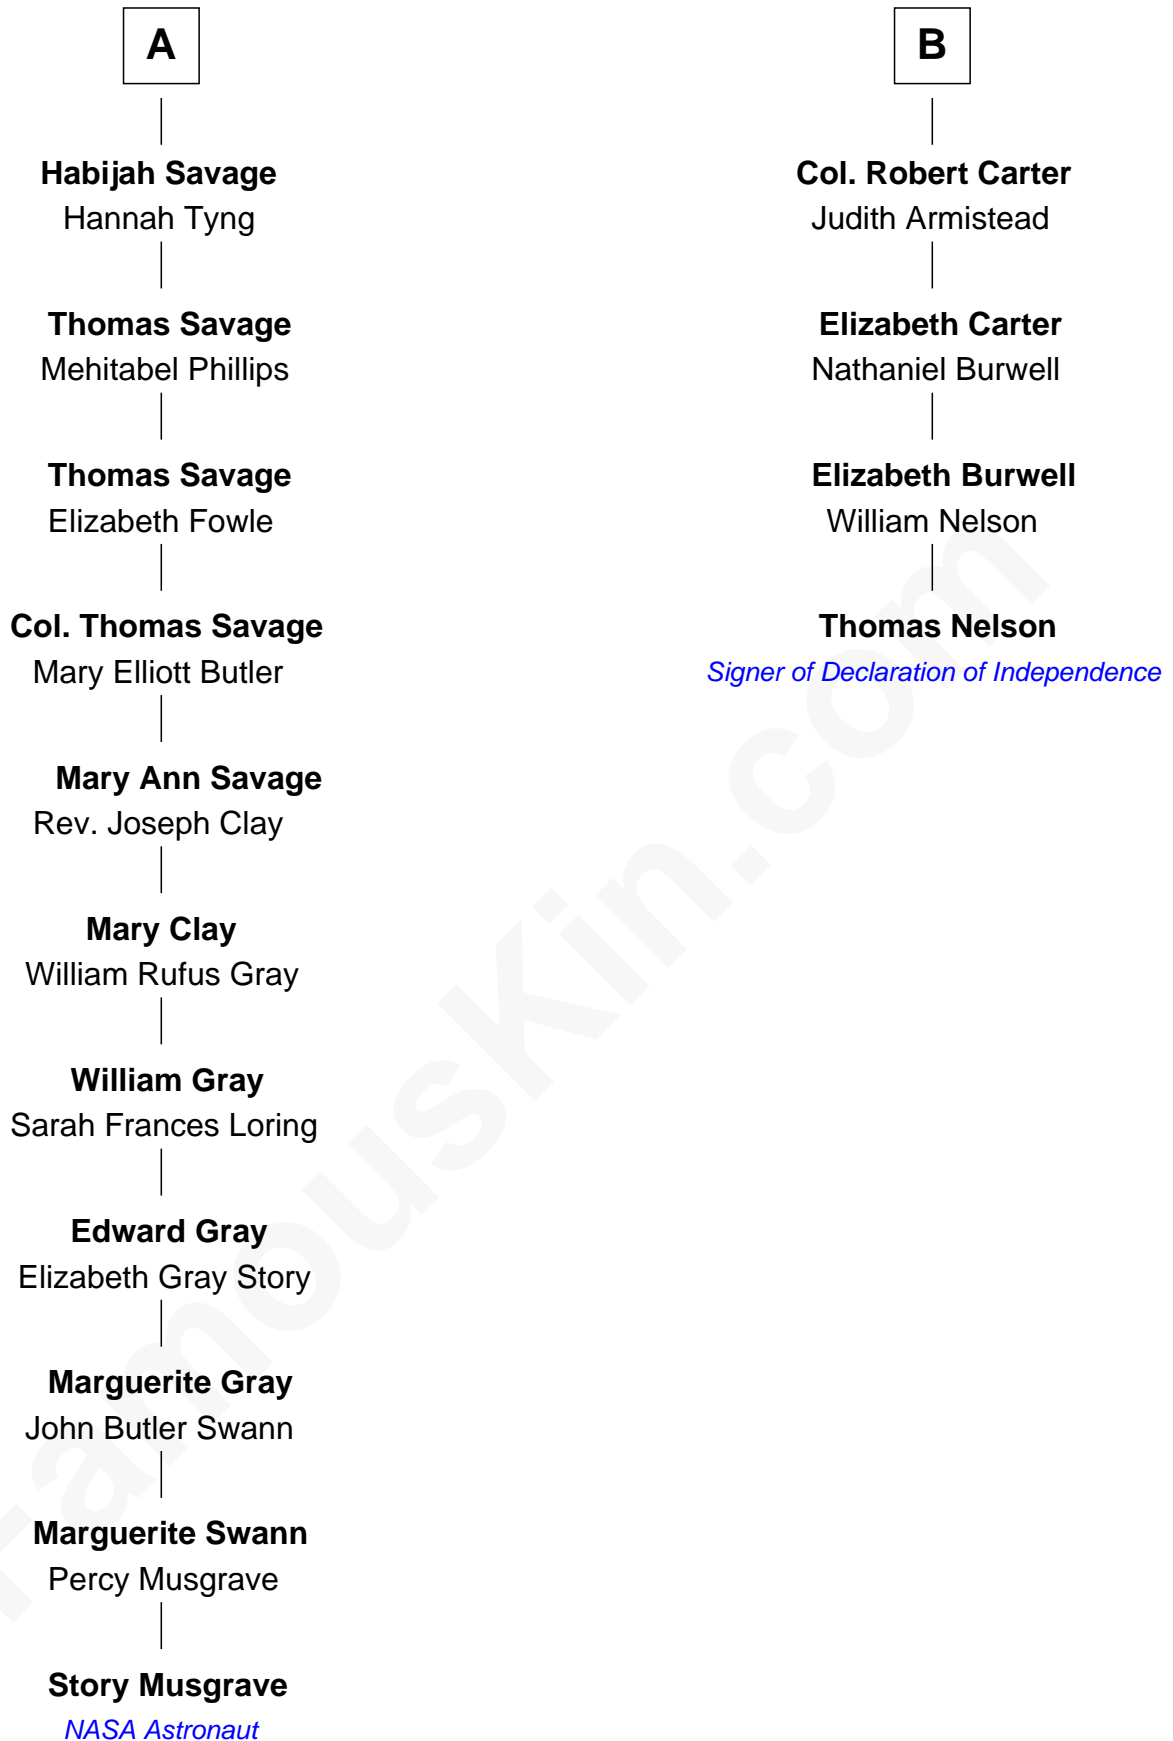 A
Habijah Savage
Hannah Tyng
Thomas Savage
Mehitabel Phillips
Thomas Savage
Elizabeth Fowle
Col. Thomas Savage
Mary Elliott Butler
Mary Ann Savage
Rev. Joseph Clay
Mary Clay
William Rufus Gray
William Gray
Sarah Frances Loring
Edward Gray
Elizabeth Gray Story
Marguerite Gray
John Butler Swann
Marguerite Swann
Percy Musgrave
Story Musgrave
NASA Astronaut
B
Col. Robert Carter
Judith Armistead
Elizabeth Carter
Nathaniel Burwell
Elizabeth Burwell
William Nelson
Thomas Nelson
Signer of Declaration of Independence
FamousKin.com